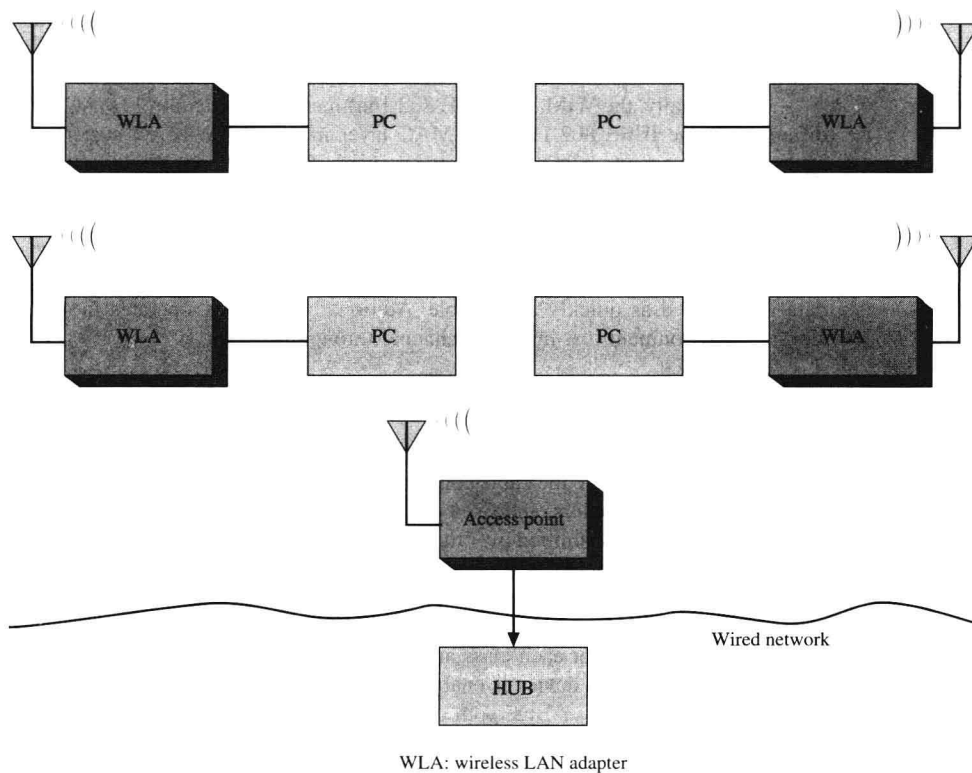 WLA PC PC WLA
WLA PC PC WLA
Access point
Wired network
HUB
WLA: wireless LAN adapter